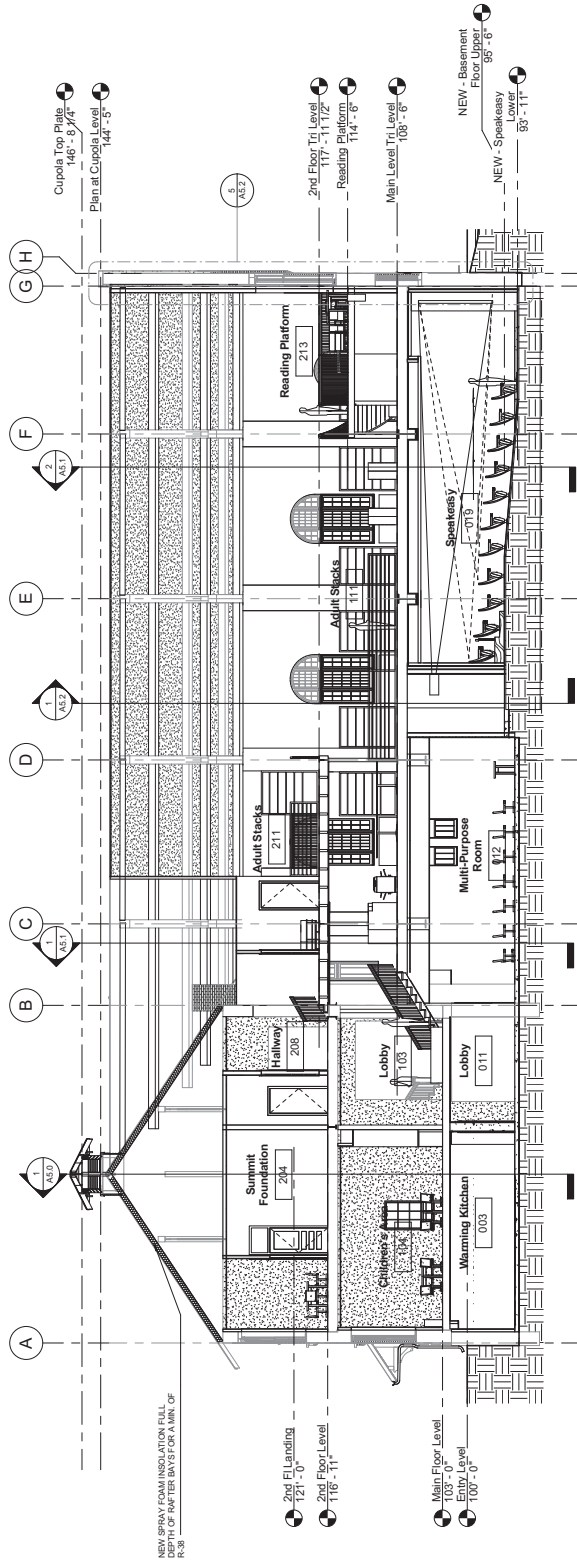 A
B
C
D
E
F
G
H
1
A5.0
1
A5.1
1
A5.2
2
A5.1
5
A5.2
Cupola Top Plate
146' - 8 1/4"
Plan at Cupola Level
144' - 5"
2nd Floor Tri Level
117' - 11 1/2"
Reading Platform
114' - 6"
Main Level Tri Level
108' - 6"
NEW - Basement
Floor Upper
95' - 6"
NEW - Speakeasy
Lower
93' - 11"
NEW SPRAY FOAM INSOLATION FULL
DEPTH OF RAFTER BAYS FOR A MIN. OF
R-38
2nd Fl Landing
121' - 0"
2nd Floor Level
116' - 11"
Main Floor Level
103' - 0"
Entry Level
100' - 0"
Summit
Foundation
204
Hallway
208
Adult Stacks
211
Reading Platform
213
Children's Area
104
Lobby
103
Adult Stacks
111
Warming Kitchen
003
Lobby
011
Multi-Purpose
Room
012
Speakeasy
019